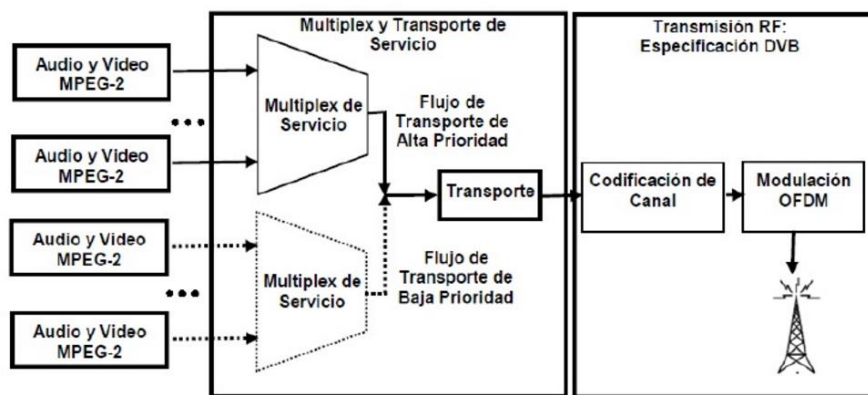 Multiplex y Transporte de
Servicio
Transmisión RF:
Especificación DVB
Audio y Video
MPEG-2
Audio y Video
MPEG-2
Audio y Video
MPEG-2
Audio y Video
MPEG-2
Multiplex de
Servicio
Flujo de
Transporte de
Alta Prioridad
Multiplex de
Servicio
Flujo de
Transporte de
Baja Prioridad
Transporte
Codificación de
Canal
Modulación
OFDM